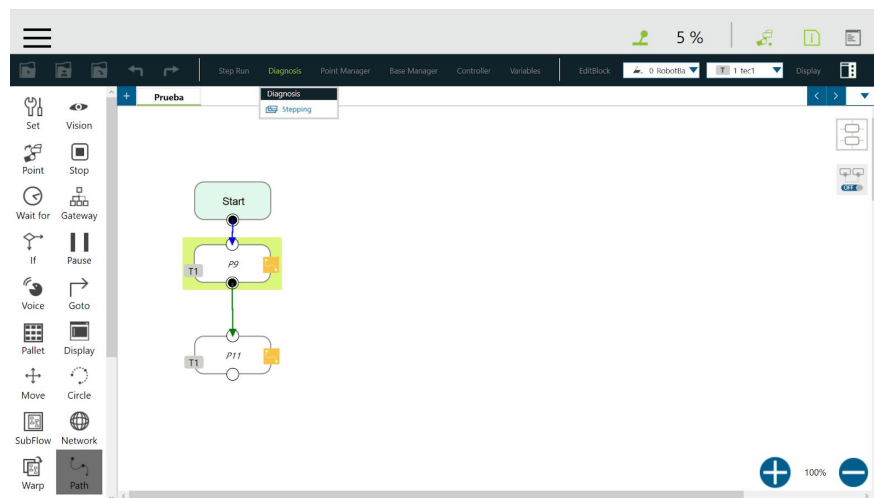 5 %
Step Run Diagnosis Point Manager Base Manager Controller Variables EditBlock 0 RobotBa T 1 tec1 Display
+ Prueba
Diagnosis
Stepping
Set Vision
Point Stop
Wait for Gateway
If Pause
Voice Goto
Pallet Display
Move Circle
SubFlow Network
Warp Path
OFF
Start
P9
T1
P11
T1
100%